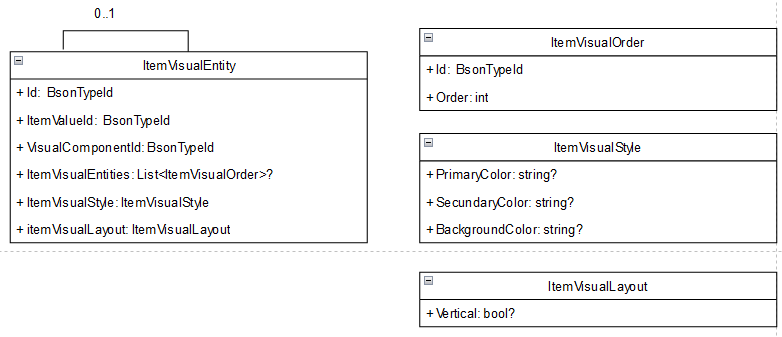 0..1
ItemVisualEntity
+ Id: BsonTypeId
+ ItemValueId: BsonTypeId
+ VisualComponentId: BsonTypeId
+ ItemVisualEntities: List<ItemVisualOrder>?
+ ItemVisualStyle: ItemVisualStyle
+ itemVisualLayout: ItemVisualLayout
ItemVisualOrder
+ Id: BsonTypeId
+ Order: int
ItemVisualStyle
+ PrimaryColor: string?
+ SecundaryColor: string?
+ BackgroundColor: string?
ItemVisualLayout
+ Vertical: bool?